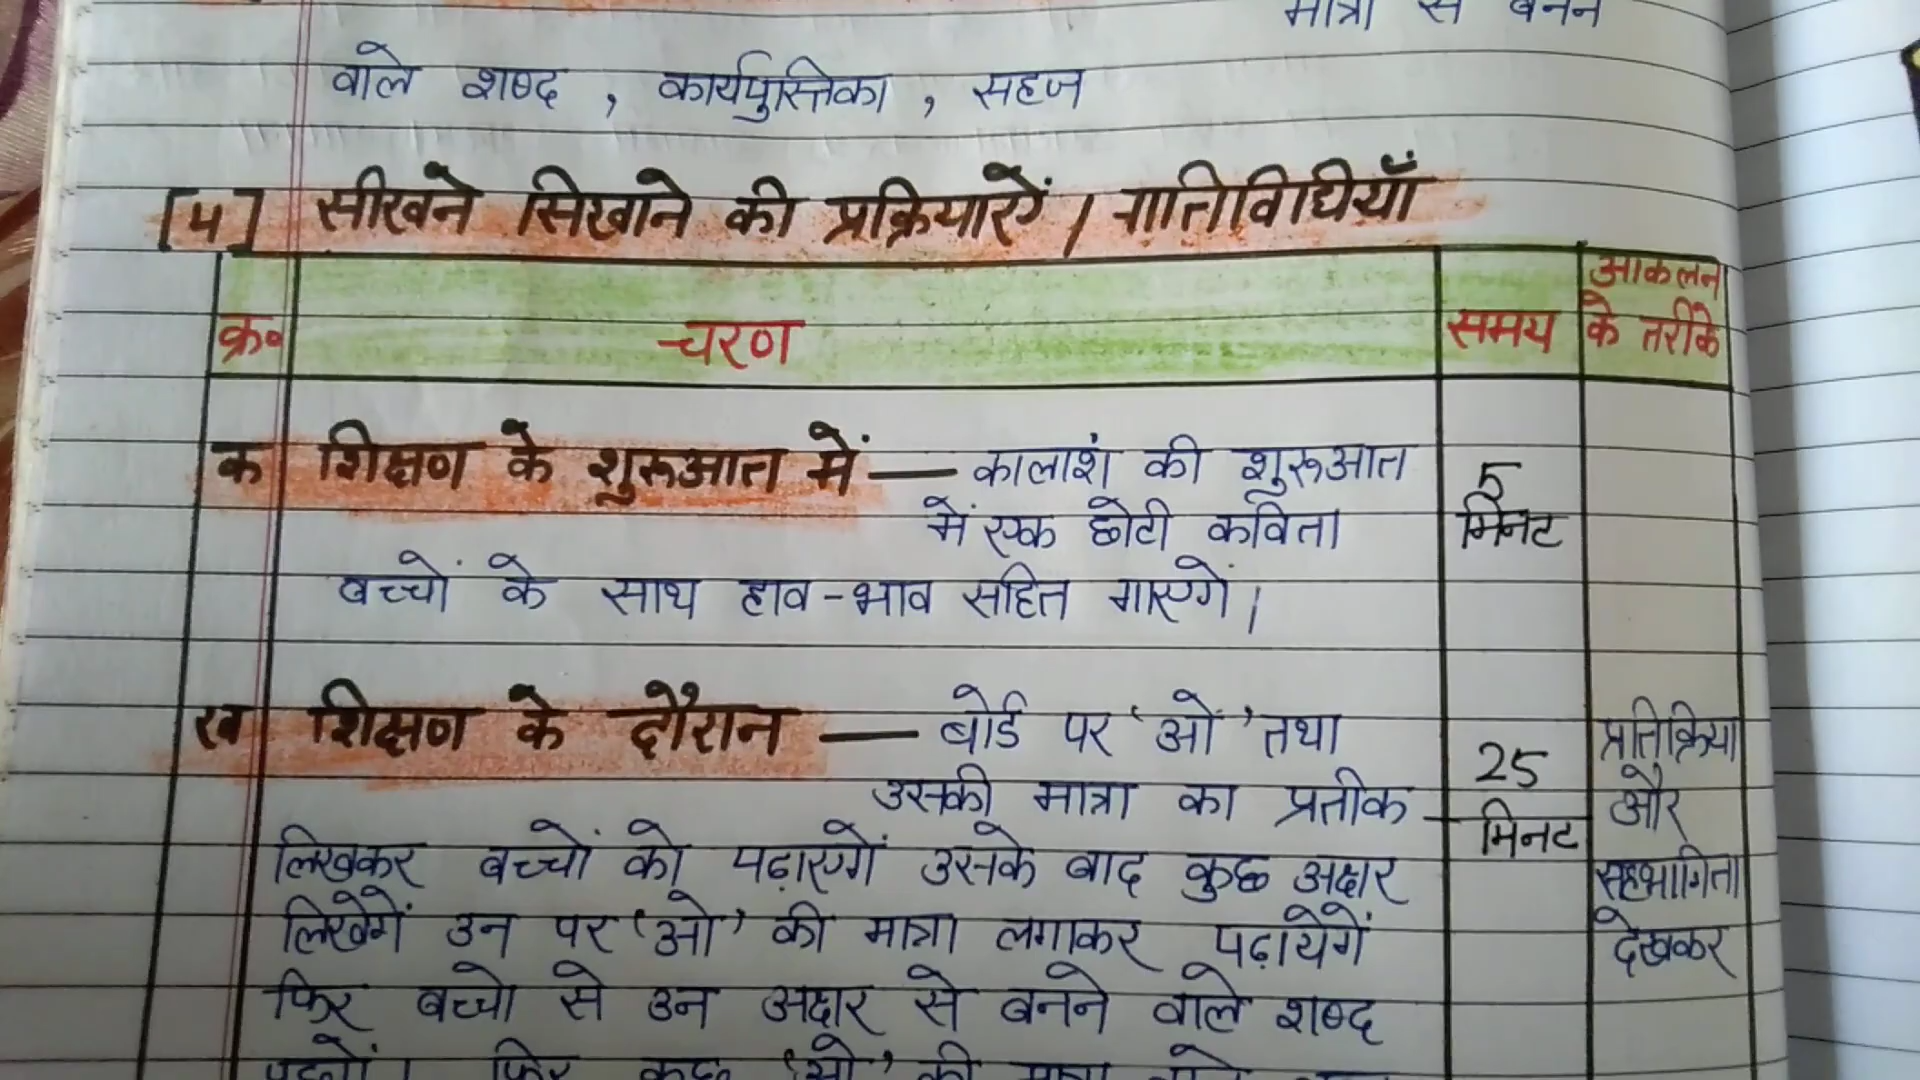 मात्रा से बनने
वाले शब्द , कार्यपुस्तिका , सहज
[4] सीखने सिखाने की प्रक्रियाऐं / गातिविधियाँ
क्र० चरण समय आकलन के तरीके
क शिक्षण के शुरुआत में — कालाशं की शुरुआत 5
में एक छोटी कविता मिनट
बच्चों के साथ हाव-भाव सहित गाएगें।
ख शिक्षण के दौरान — बोर्ड पर 'ओ' तथा 25 प्रतिक्रिया
उसकी मात्रा का प्रतीक मिनट और
लिखकर बच्चों को पढ़ाएगें उसके बाद कुछ अक्षर सहभागिता
लिखेगें उन पर 'ओ' की मात्रा लगाकर पढ़ायेगें देखकर
फिर बच्चो से उन अक्षर से बनने वाले शब्द
फिर कुछ 'ओ' की मात्रा